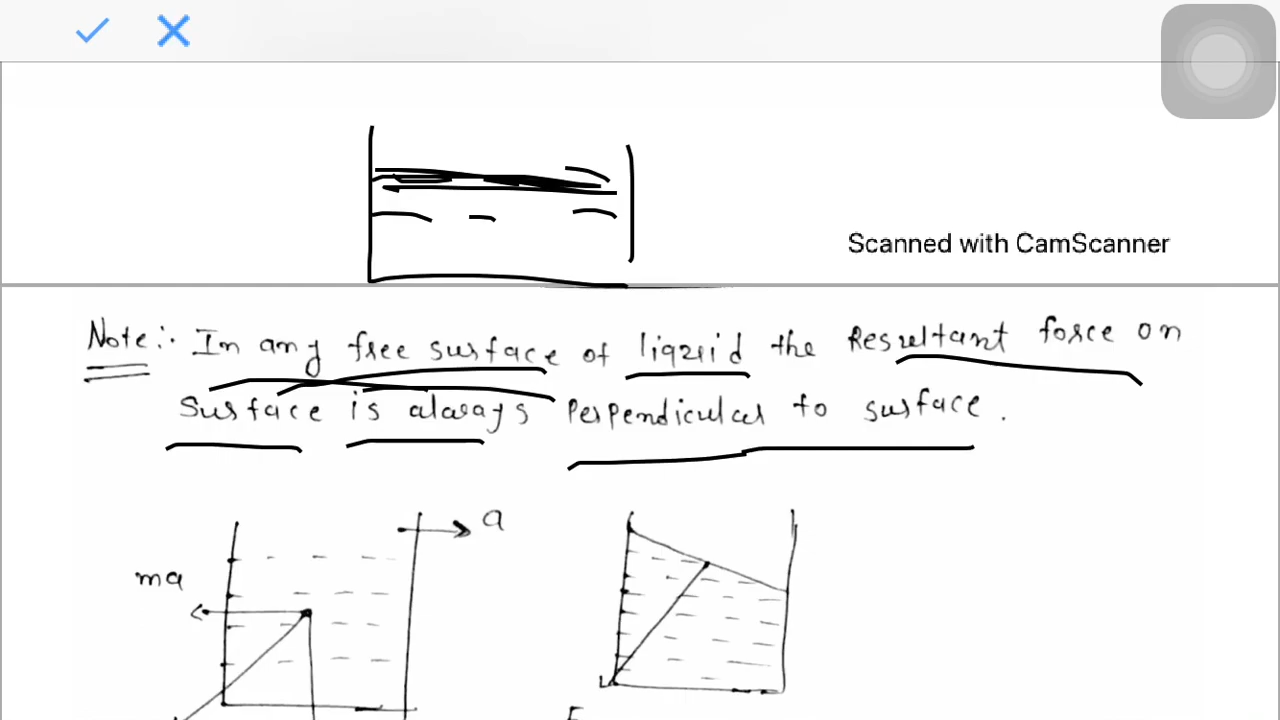 Scanned with CamScanner
Note:- In any free surface of liquid the Resultant force on
Surface is always Perpendicular to surface.
a
ma